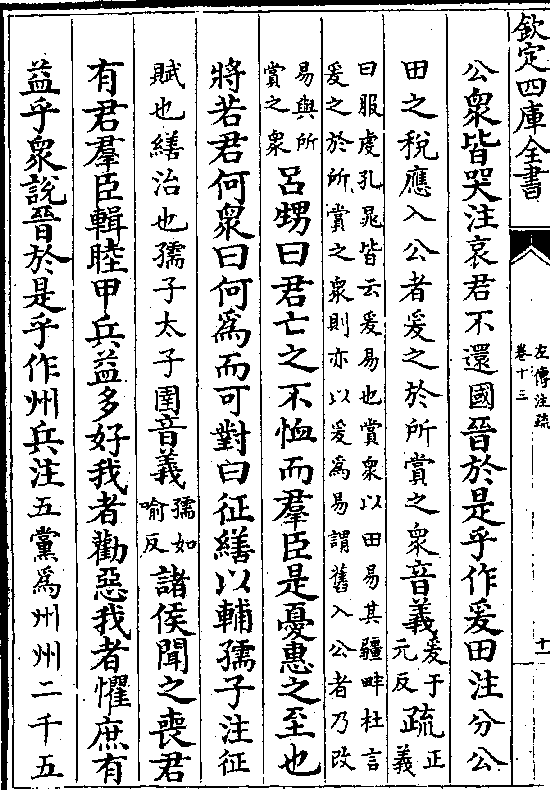 欽定四庫全書
左傳注疏
卷十三
十一
公衆皆哭注哀君不還國晉於是乎作爰田注分公
田之稅應入公者爰之於所賞之衆音義爰于元反疏正義
曰服虔孔晁皆云爰易也賞衆以田易其疆畔杜言
爰之於所賞之衆則亦以爰爲易謂舊入公者乃改
易與所賞之衆吕甥曰君亡之不恤而羣臣是憂惠之至也
將若君何衆曰何爲而可對曰征繕以輔孺子注征
賦也繕治也孺子太子圉音義孺如喻反諸侯聞之喪君
有君羣臣輯睦甲兵益多好我者勸惡我者懼庶有
益乎衆說晉於是乎作州兵注五黨爲州州二千五